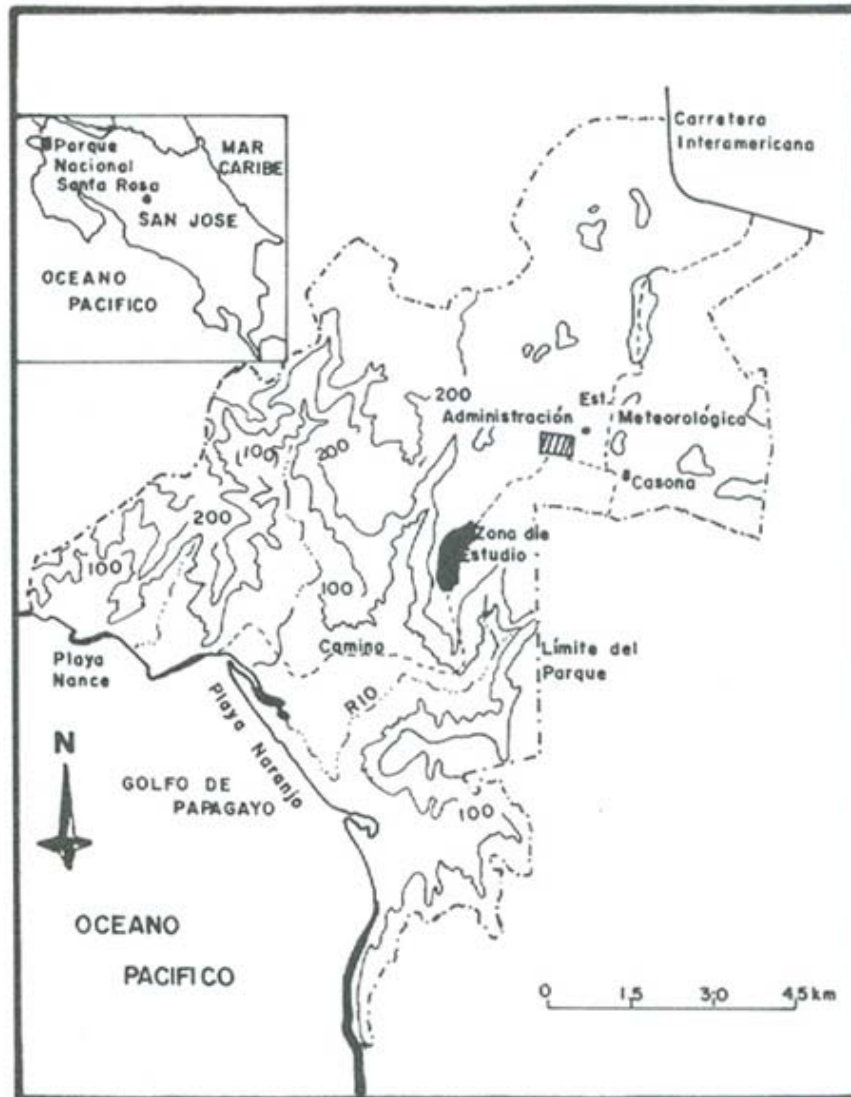 Carretera
Interamericana
Parque
Nacional
Santa Rosa
MAR
CARIBE
SAN JOSE
OCEANO
PACIFICO
200
Est.
Administración
Meteorológica
(100)
200
Casona
200
Zona de
Estudio
100
100
Camino
Límite del
Parque
Playa
Nance
RIO
Playa Naranjo
N
GOLFO DE
PAPAGAYO
100
OCEANO
PACIFICO
0 1,5 3,0 4,5 km